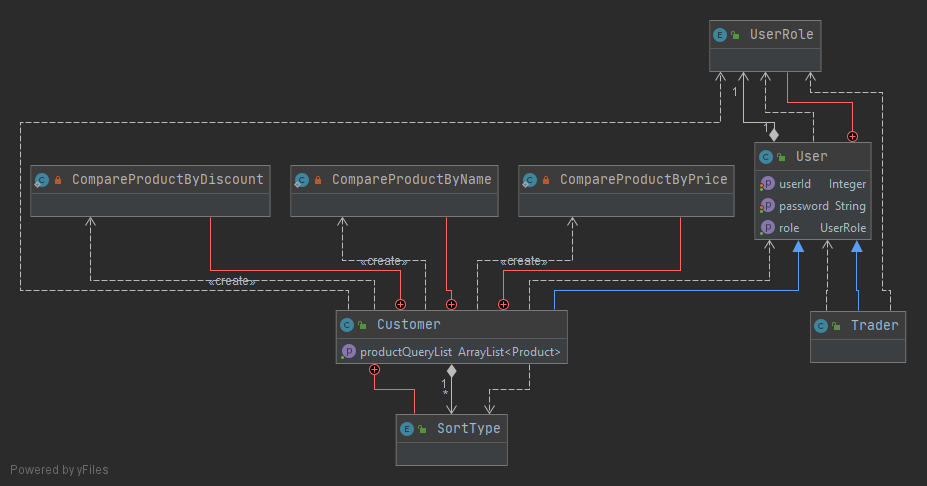 E UserRole
1
1
C User
p userId Integer
p password String
p role UserRole
C CompareProductByDiscount
C CompareProductByName
C CompareProductByPrice
«create»
«create»
«create»
C Customer
p productQueryList ArrayList<Product>
C Trader
1
*
E SortType
Powered by yFiles